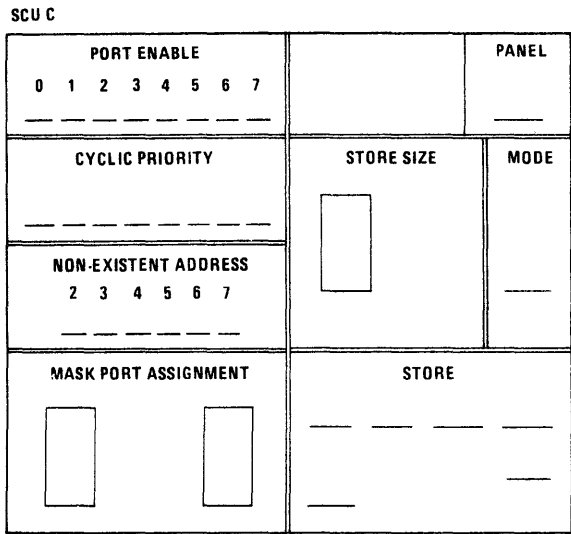 SCU C
PORT ENABLE
0 1 2 3 4 5 6 7
PANEL
CYCLIC PRIORITY
STORE SIZE
MODE
NON-EXISTENT ADDRESS
2 3 4 5 6 7
MASK PORT ASSIGNMENT
STORE